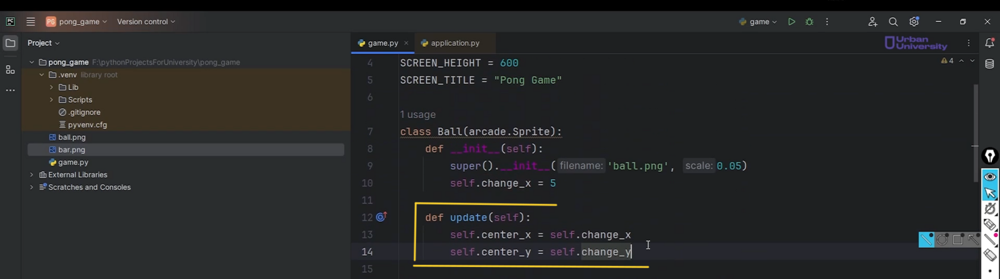 PC
PG pong_game
Version control
game
Project
game.py
application.py
Urban
University
pong_game F:\pythonProjectsForUniversity\pong_game
.venv library root
Lib
Scripts
.gitignore
pyvenv.cfg
ball.png
bar.png
game.py
External Libraries
Scratches and Consoles
4
4 SCREEN_HEIGHT = 600
5 SCREEN_TITLE = "Pong Game"
6
1 usage
7 class Ball(arcade.Sprite):
8 def __init__(self):
9 super().__init__( filename: 'ball.png', scale: 0.05)
10 self.change_x = 5
11
12 def update(self):
13 self.center_x = self.change_x
14 self.center_y = self.change_y
15